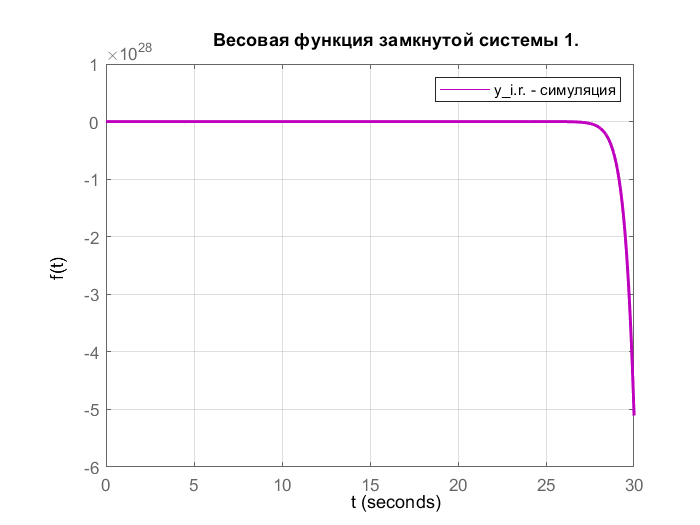 Весовая функция замкнутой системы 1.
×10^28
y_i.r. - симуляция
1
0
-1
-2
-3
-4
-5
-6
f(t)
0 5 10 15 20 25 30
t (seconds)